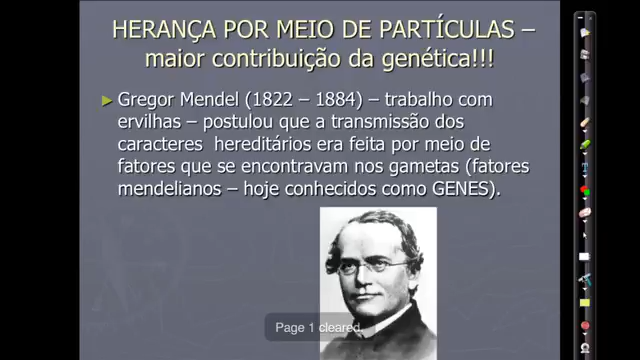 HERANÇA POR MEIO DE PARTÍCULAS –
maior contribuição da genética!!!
Gregor Mendel (1822 – 1884) – trabalho com
ervilhas – postulou que a transmissão dos
caracteres hereditários era feita por meio de
fatores que se encontravam nos gametas (fatores
mendelianos – hoje conhecidos como GENES).
Page 1 cleared.